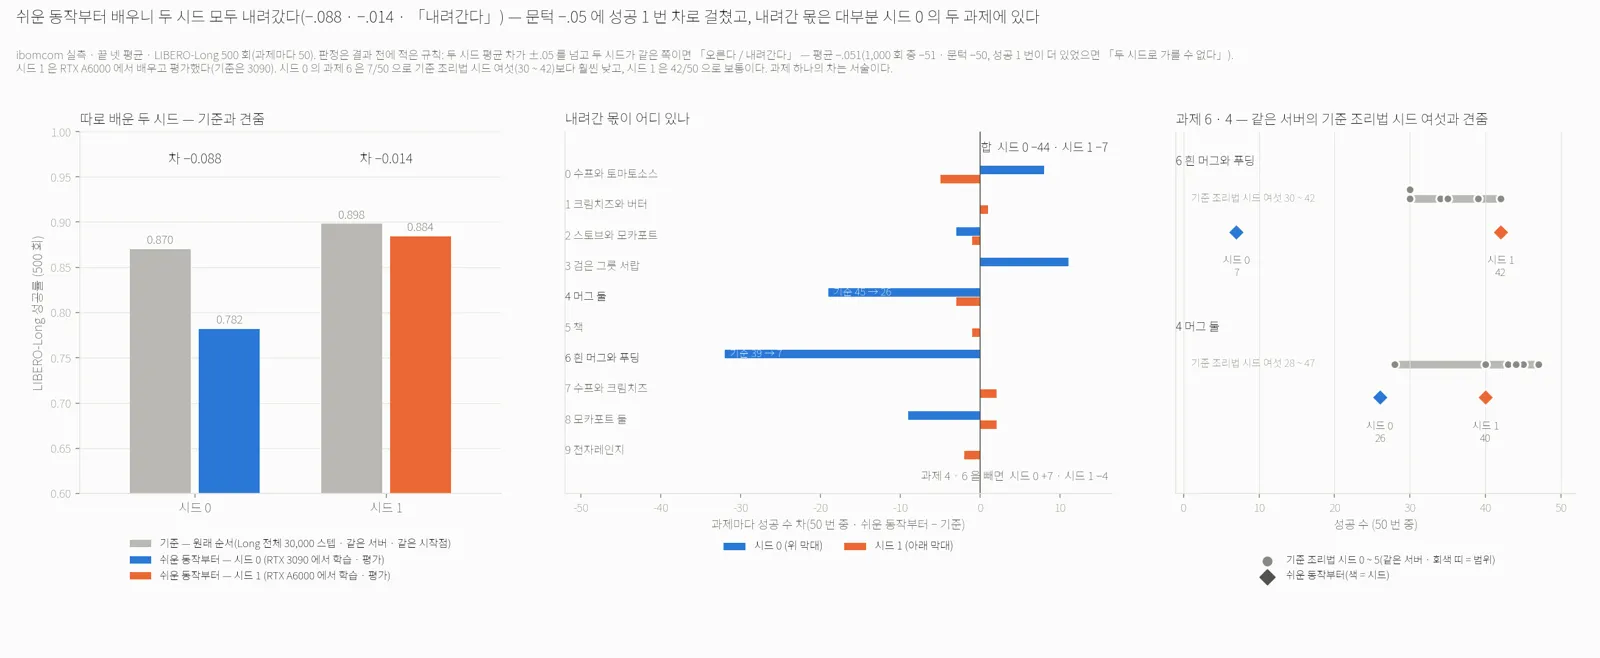 쉬운 동작부터 배우니 두 시드 모두 내려갔다(−.088 · −.014 · 「내려간다」) — 문턱 −.05 에 성공 1 번 차로 걸쳤고, 내려간 몫은 대부분 시드 0 의 두 과제에 있다
ibomcom 실측 · 끝 넷 평균 · LIBERO-Long 500 회(과제마다 50). 판정은 결과 전에 적은 규칙: 두 시드 평균 차가 ±.05 를 넘고 두 시드가 같은 쪽이면 「오른다 / 내려간다」 — 평균 −.051(1,000 회 중 −51 · 문턱 −50, 성공 1 번이 더 있었으면 「두 시드로 가를 수 없다」).
시드 1 은 RTX A6000 에서 배우고 평가했다(기준은 3090). 시드 0 의 과제 6 은 7/50 으로 기준 조리법 시드 여섯(30 ~ 42)보다 훨씬 낮고, 시드 1 은 42/50 으로 보통이다. 과제 하나의 차는 서술이다.
따로 배운 두 시드 — 기준과 견줌
LIBERO-Long 성공률 (500 회)
1.00
0.95
0.90
0.85
0.80
0.75
0.70
0.65
0.60
차 −0.088
차 −0.014
0.870
0.782
0.898
0.884
시드 0
시드 1
기준 — 원래 순서(Long 전체 30,000 스텝 · 같은 서버 · 같은 시작점)
쉬운 동작부터 — 시드 0 (RTX 3090 에서 학습 · 평가)
쉬운 동작부터 — 시드 1 (RTX A6000 에서 학습 · 평가)
내려간 몫이 어디 있나
합 시드 0 −44 · 시드 1 −7
0 수프와 토마토소스
1 크림치즈와 버터
2 스토브와 모카포트
3 검은 그릇 서랍
4 머그 둘
기준 45 → 26
5 책
6 흰 머그와 푸딩
기준 39 → 7
7 수프와 크림치즈
8 모카포트 둘
9 전자레인지
과제 4 · 6 을 빼면 시드 0 +7 · 시드 1 −4
-50
-40
-30
-20
-10
0
10
과제마다 성공 수 차(50 번 중 · 쉬운 동작부터 − 기준)
시드 0 (위 막대)
시드 1 (아래 막대)
과제 6 · 4 — 같은 서버의 기준 조리법 시드 여섯과 견줌
6 흰 머그와 푸딩
기준 조리법 시드 여섯 30 ~ 42
시드 0
7
시드 1
42
4 머그 둘
기준 조리법 시드 여섯 28 ~ 47
시드 0
26
시드 1
40
0
10
20
30
40
50
성공 수 (50 번 중)
기준 조리법 시드 0 ~ 5(같은 서버 · 회색 띠 = 범위)
쉬운 동작부터(색 = 시드)